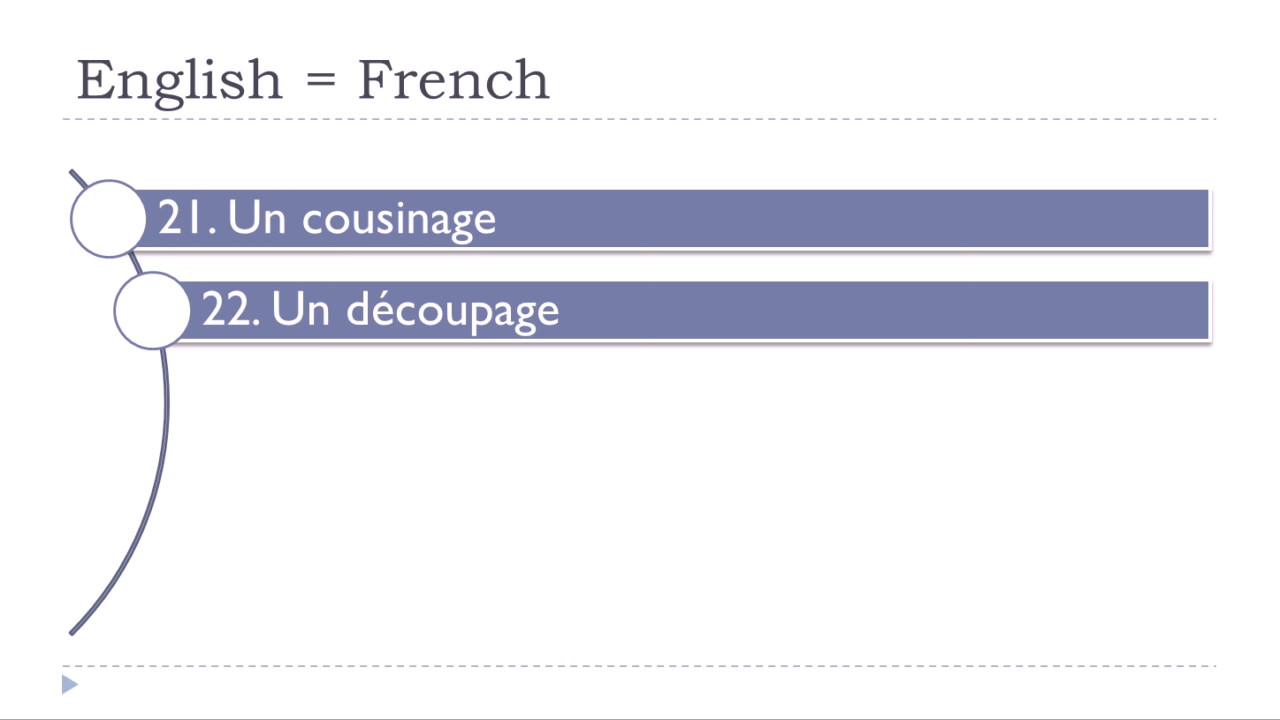 English = French
21. Un cousinage
22. Un découpage